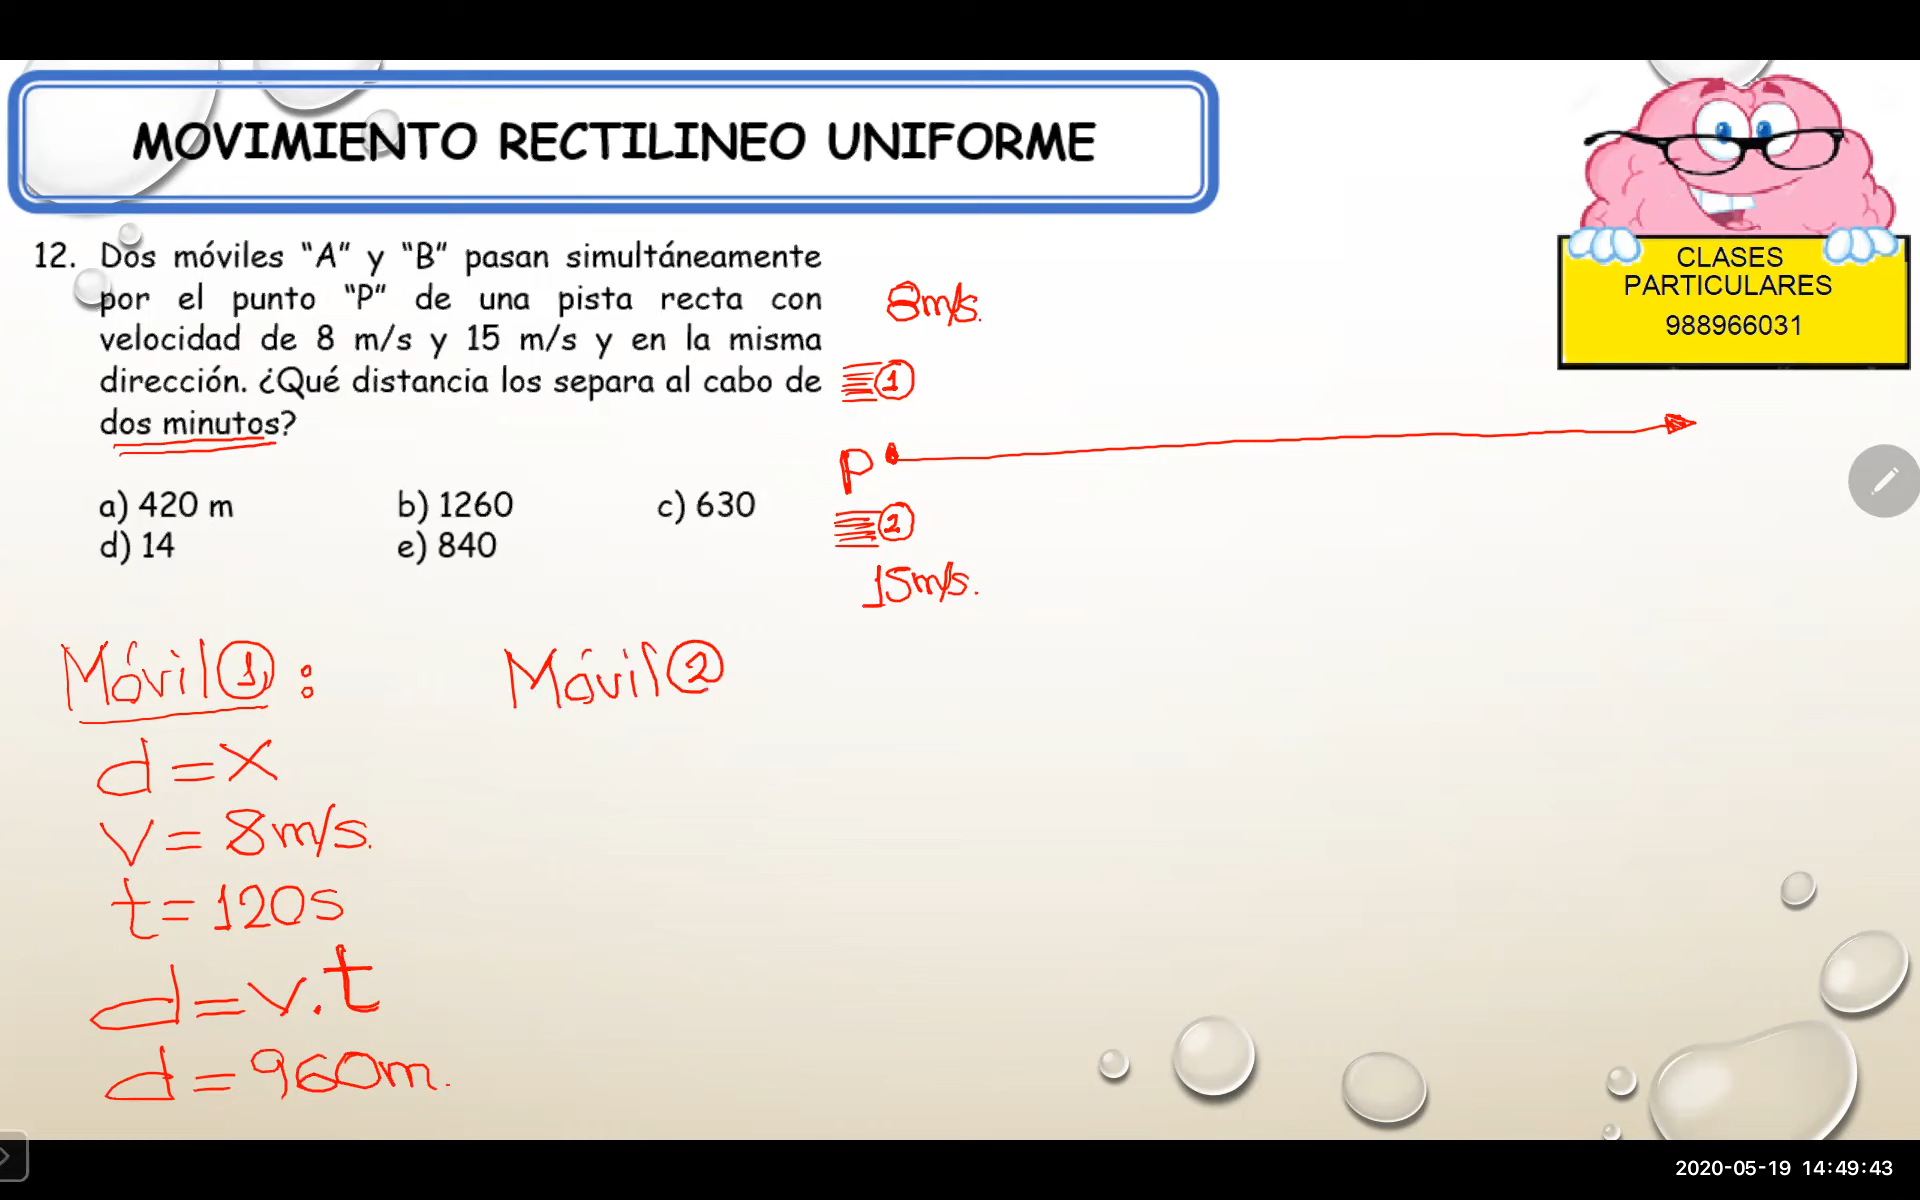 MOVIMIENTO RECTILINEO UNIFORME
12. Dos móviles “A” y “B” pasan simultáneamente
por el punto “P” de una pista recta con
velocidad de 8 m/s y 15 m/s y en la misma
dirección. ¿Qué distancia los separa al cabo de
dos minutos?
a) 420 m b) 1260 c) 630
d) 14 e) 840
8m/s.
1
P
2
15m/s.
CLASES
PARTICULARES
988966031
Móvil 1:
d = x
v = 8m/s.
t = 120s
d = v.t
d = 960m.
Móvil 2
2020-05-19 14:49:43